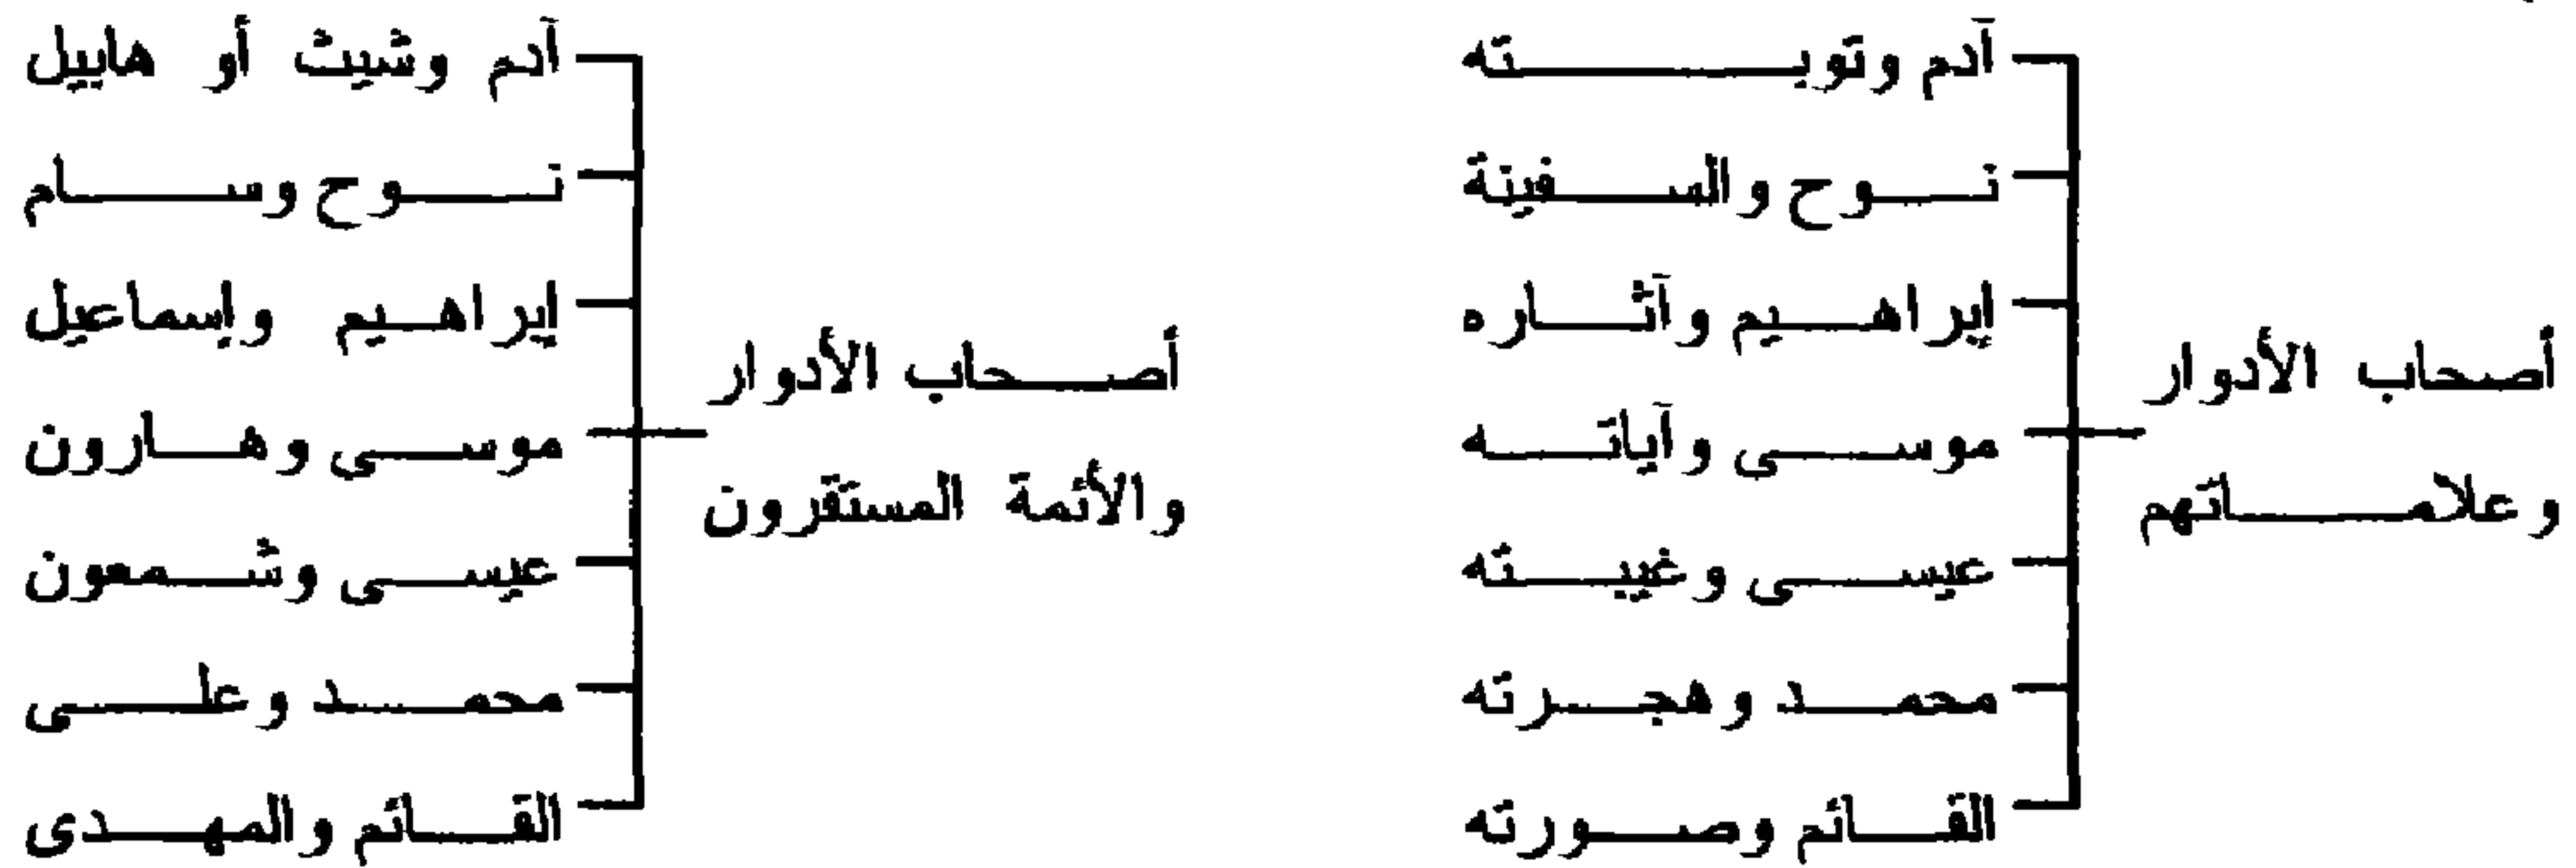 أصحاب الأدوار
وعلاماتهم
آدم وتوبته
نوح والسفينة
إبراهيم وآثاره
موسى وآياته
عيسى وغيبته
محمد وهجرته
القائم وصورته
أصحاب الأدوار
والأئمة المستقرون
آدم وشيث أو هابيل
نوح وسام
إبراهيم وإسماعيل
موسى وهارون
عيسى وشمعون
محمد وعلى
القائم والمهدى